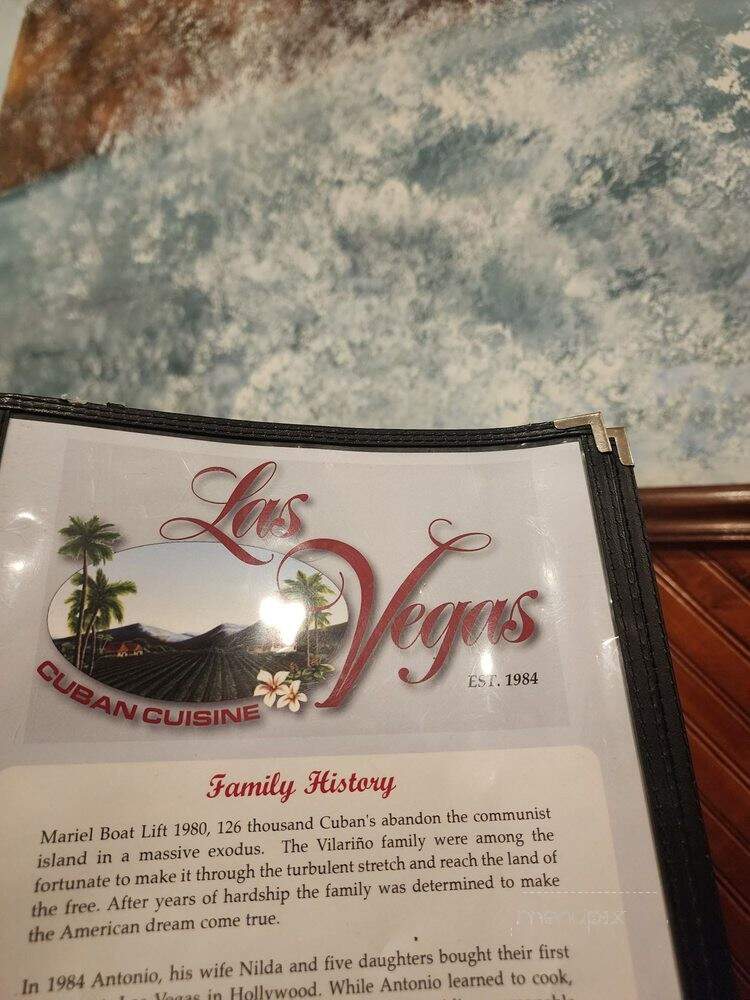 Las
Vegas
CUBAN CUISINE
EST. 1984
Family History
Mariel Boat Lift 1980, 126 thousand Cuban's abandon the communist
island in a massive exodus. The Vilariño family were among the
fortunate to make it through the turbulent stretch and reach the land of
the free. After years of hardship the family was determined to make
the American dream come true.
menupix
In 1984 Antonio, his wife Nilda and five daughters bought their first
Las Vegas in Hollywood. While Antonio learned to cook,